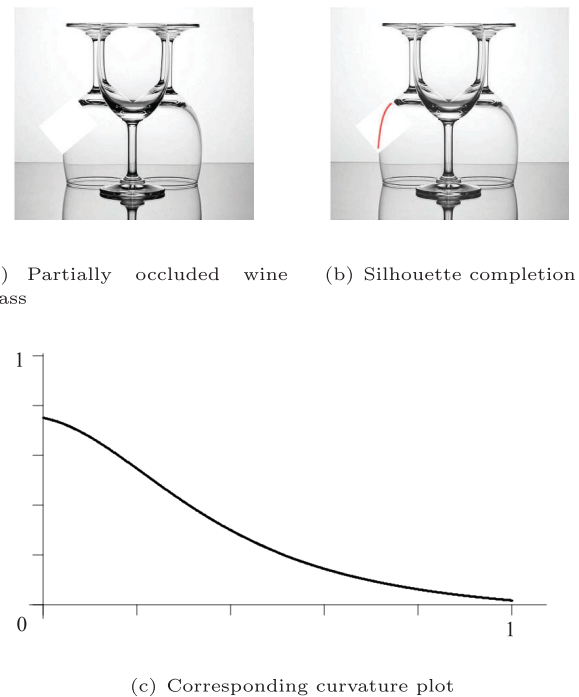 ) Partially occluded wine
ass
(b) Silhouette completion
1
0
1
(c) Corresponding curvature plot